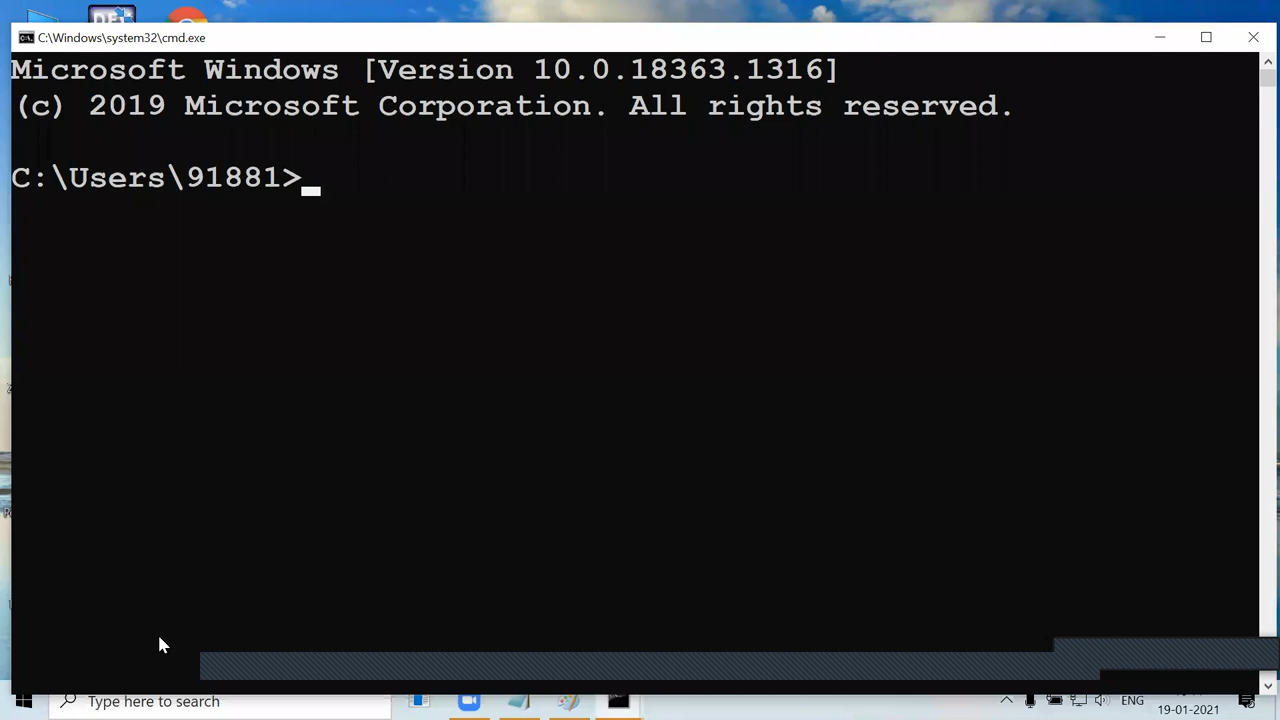 C:\Windows\system32\cmd.exe
Microsoft Windows [Version 10.0.18363.1316]
(c) 2019 Microsoft Corporation. All rights reserved.
C:\Users\91881>
Type here to search
ENG
19-01-2021